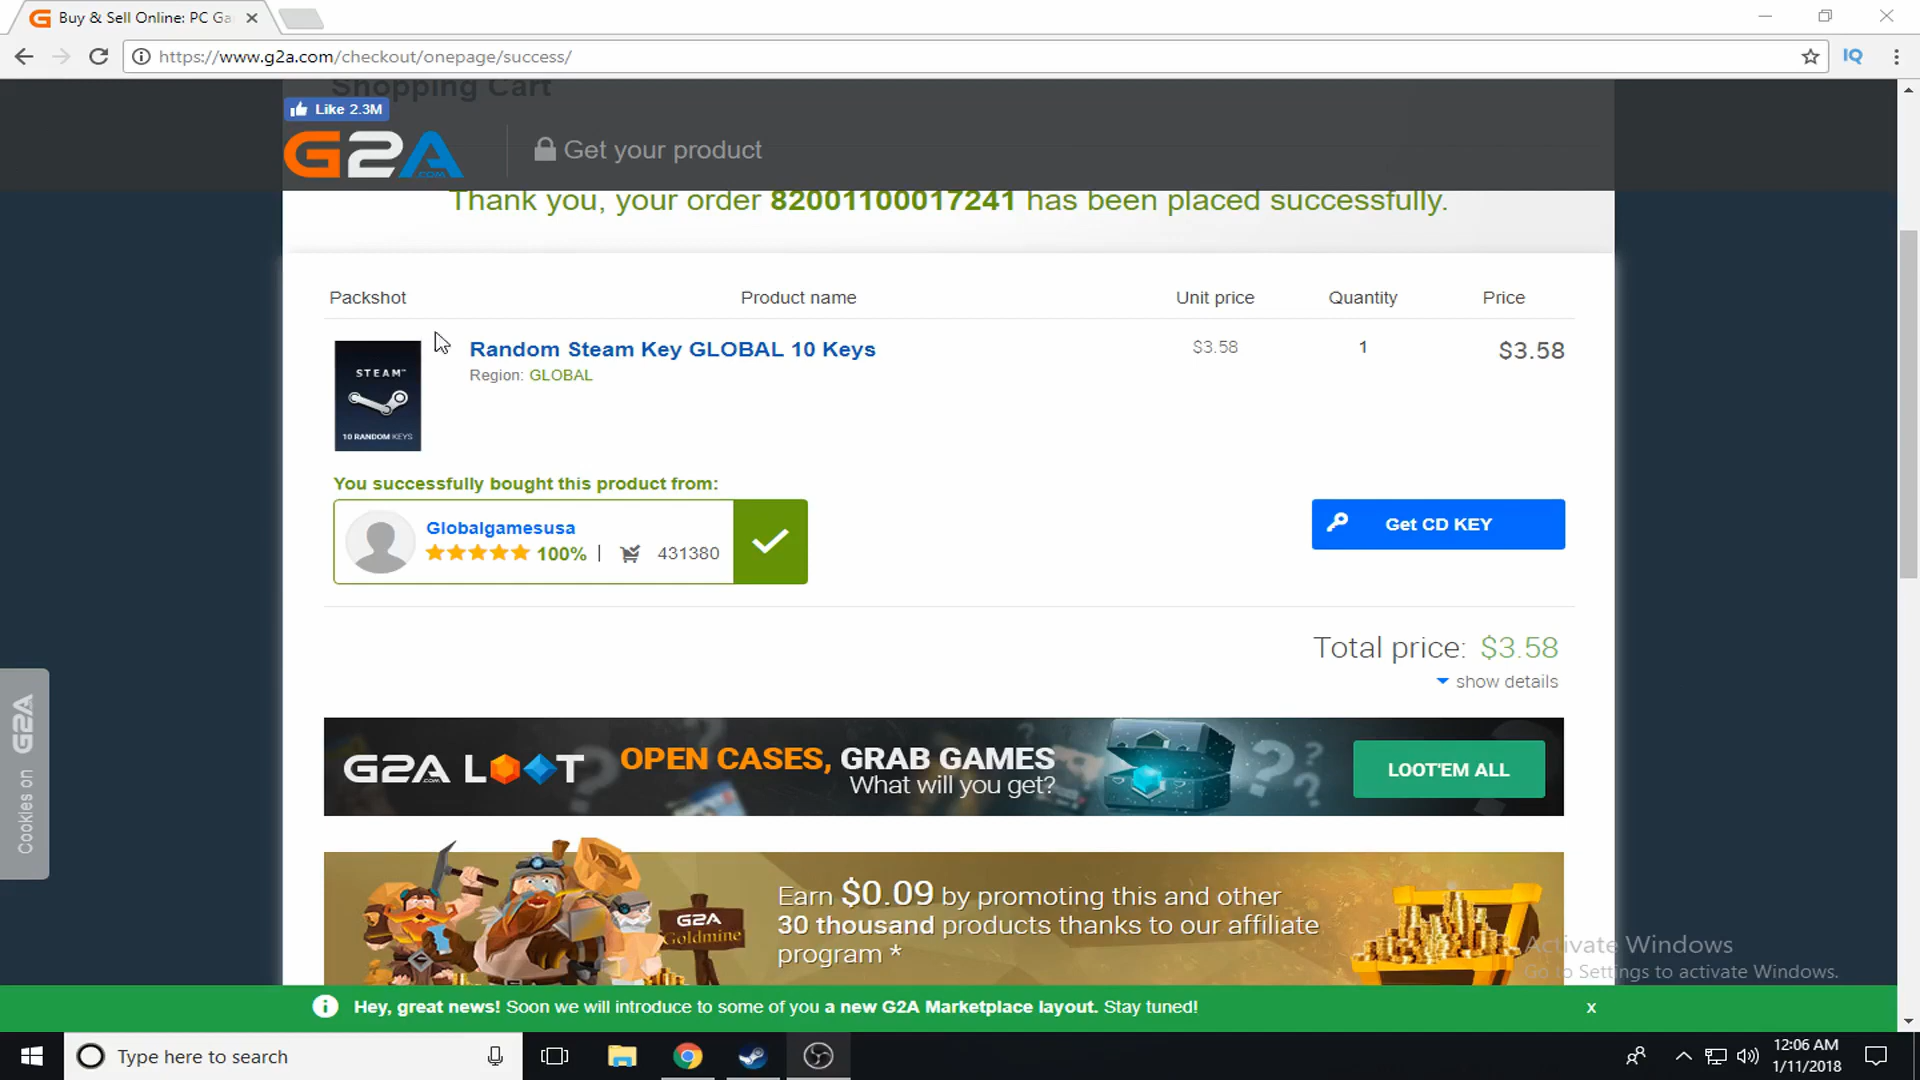 Buy & Sell Online: PC Ga
https://www.g2a.com/checkout/onepage/success/
IQ
Shopping Cart
Like 2.3M
G2A.COM
Get your product
Thank you, your order 82001100017241 has been placed successfully.
Packshot Product name Unit price Quantity Price
STEAM™
10 RANDOM KEYS
Random Steam Key GLOBAL 10 Keys $3.58 1 $3.58
Region: GLOBAL
You successfully bought this product from:
Globalgamesusa
100% | 431380
Get CD KEY
Total price: $3.58
show details
Cookies on G2A
G2A LOOT
OPEN CASES, GRAB GAMES
What will you get?
LOOT'EM ALL
G2A Goldmine
Earn $0.09 by promoting this and other
30 thousand products thanks to our affiliate
program *
Activate Windows
Go to Settings to activate Windows.
Hey, great news! Soon we will introduce to some of you a new G2A Marketplace layout. Stay tuned! x
Type here to search
12:06 AM
1/11/2018